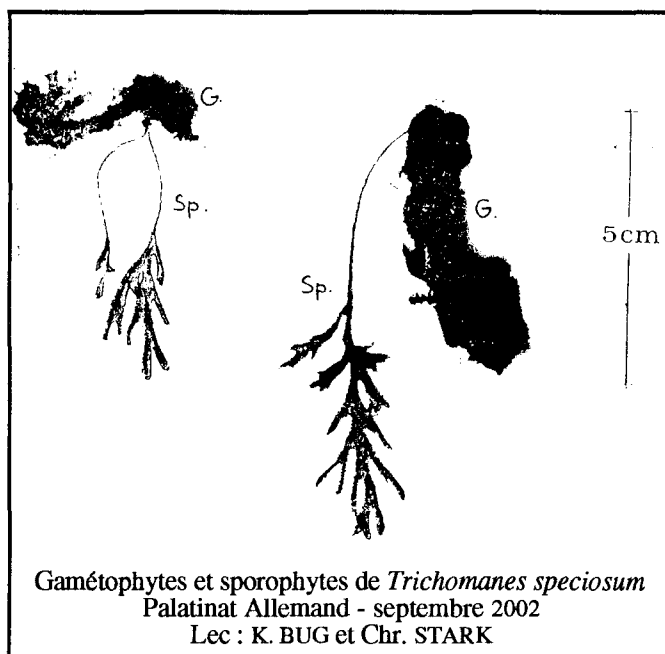 G.
Sp.
G.
Sp.
5cm
Gamétophytes et sporophytes de Trichomanes speciosum
Palatinat Allemand - septembre 2002
Lec : K. BUG et Chr. STARK